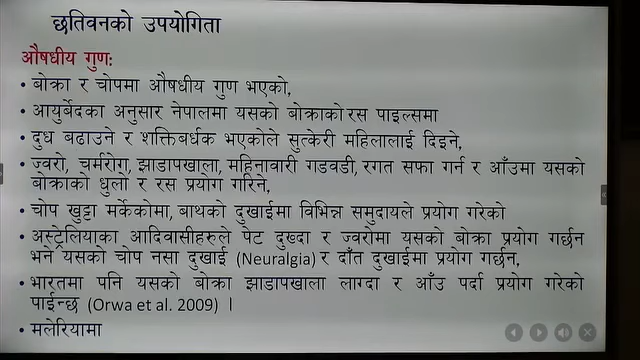 छतिवनको उपयोगिता
औषधीय गुण:
• बोक्रा र चोपमा औषधीय गुण भएको,
• आयुर्बेदका अनुसार नेपालमा यसको बोक्राको रस पाइल्समा
• दुध बढाउने र शक्तिबर्धक भएकोले सुत्केरी महिलालाई दिइने,
• ज्वरो, चर्मरोग, झाडापखाला, महिनावारी गडवडी, रगत सफा गर्न र आँउमा यसको
बोक्राको धुलो र रस प्रयोग गरिने,
• चोप खुट्टा मर्केकोमा, बाथको दुखाईमा विभिन्न समुदायले प्रयोग गरेको
• अस्ट्रेलियाका आदिवासीहरुले पेट दुख्दा र ज्वरोमा यसको बोक्रा प्रयोग गर्छन
भने यसको चोप नसा दुखाई (Neuralgia) र दाँत दुखाईमा प्रयोग गर्छन,
• भारतमा पनि यसको बोक्रा झाडापखाला लाग्दा र आँउ पर्दा प्रयोग गरेको
पाईन्छ (Orwa et al. 2009) ।
• मलेरियामा